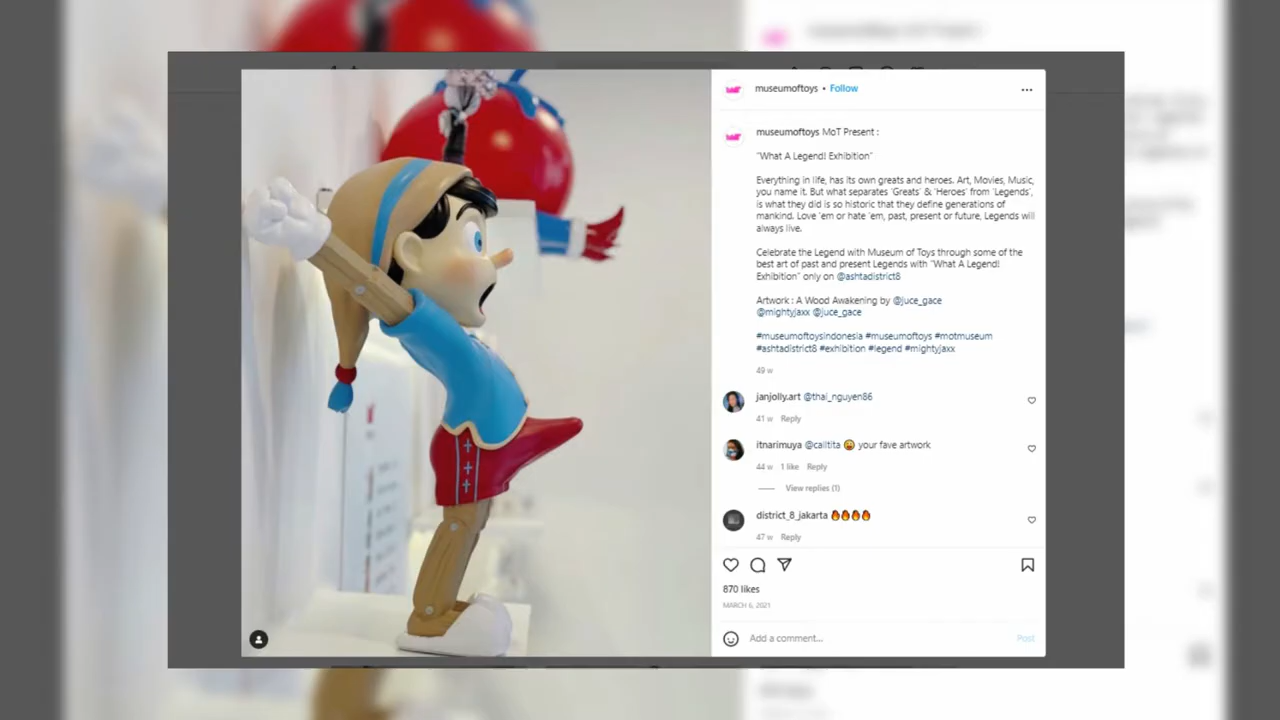 museumoftoys • Follow
museumoftoys MoT Present :
"What A Legend! Exhibition"
Everything in life, has its own greats and heroes. Art, Movies, Music,
you name it. But what separates 'Greats' & 'Heroes' from 'Legends',
is what they did is so historic that they define generations of
mankind. Love 'em or hate 'em, past, present or future, Legends will
always live.
Celebrate the Legend with Museum of Toys through some of the
best art of past and present Legends with "What A Legend!
Exhibition" only on @ashtadistrict8
Artwork : A Wood Awakening by @juce_gace
@mightyjaxx @juce_gace
#museumoftoysindonesia #museumoftoys #motmuseum
#ashtadistrict8 #exhibition #legend #mightyjaxx
49 w
janjolly.art @thai_nguyen86
41 w Reply
itnarimuya @calltita 😩 your fave artwork
44 w 1 like Reply
View replies (1)
district_8_jakarta 🔥🔥🔥🔥
47 w Reply
870 likes
MARCH 6, 2021
Add a comment...
Post